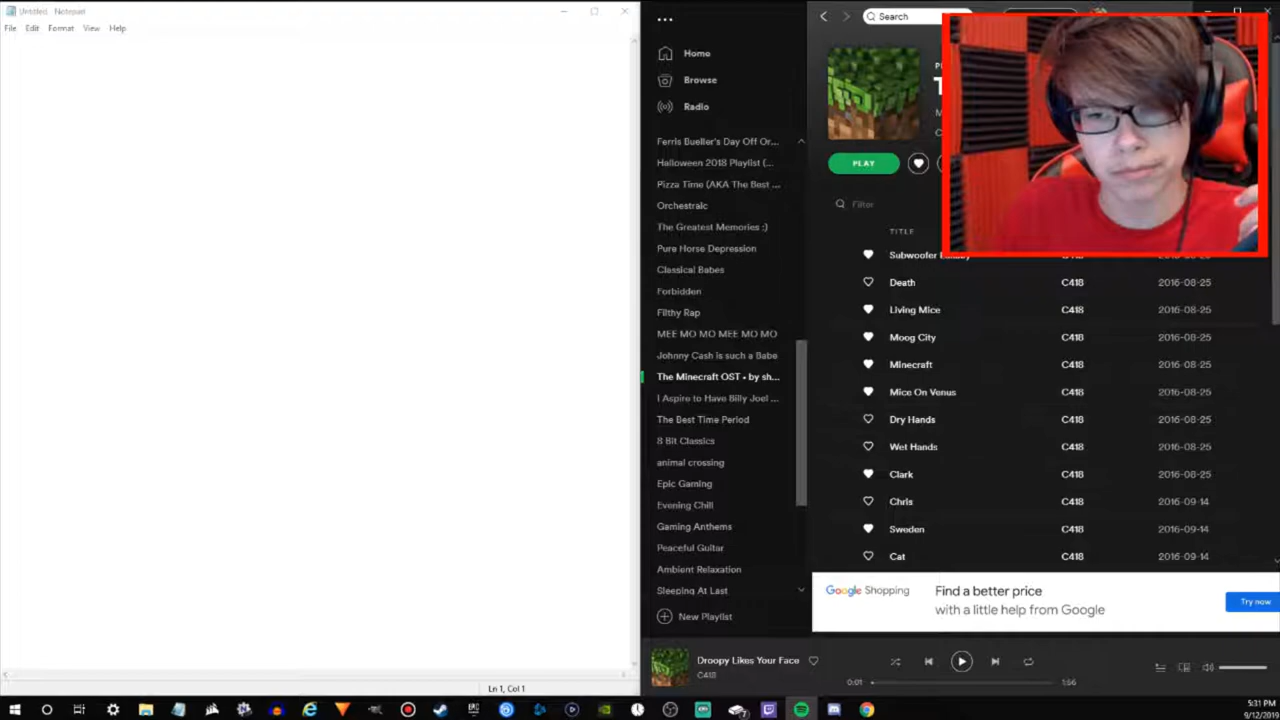 Untitled - Notepad
File Edit Format View Help
Ln 1, Col 1
Home
Browse
Radio
Ferris Bueller's Day Off Or...
Halloween 2018 Playlist (...
Pizza Time (AKA The Best ...
Orchestralc
The Greatest Memories :)
Pure Horse Depression
Classical Babes
Forbidden
Filthy Rap
MEE MO MO MEE MO MO
Johnny Cash is such a Babe
The Minecraft OST • by sh...
I Aspire to Have Billy Joel ...
The Best Time Period
8 Bit Classics
animal crossing
Epic Gaming
Evening Chill
Gaming Anthems
Peaceful Guitar
Ambient Relaxation
Sleeping At Last
New Playlist
Search
PLAY
Filter
TITLE
Subwoofer
Death C418 2016-08-25
Living Mice C418 2016-08-25
Moog City C418 2016-08-25
Minecraft C418 2016-08-25
Mice On Venus C418 2016-08-25
Dry Hands C418 2016-08-25
Wet Hands C418 2016-08-25
Clark C418 2016-08-25
Chris C418 2016-09-14
Sweden C418 2016-09-14
Cat C418 2016-09-14
Google Shopping
Find a better price
with a little help from Google
Try now
Droopy Likes Your Face
C418
0:01
1:56
5:31 PM
9/12/2019